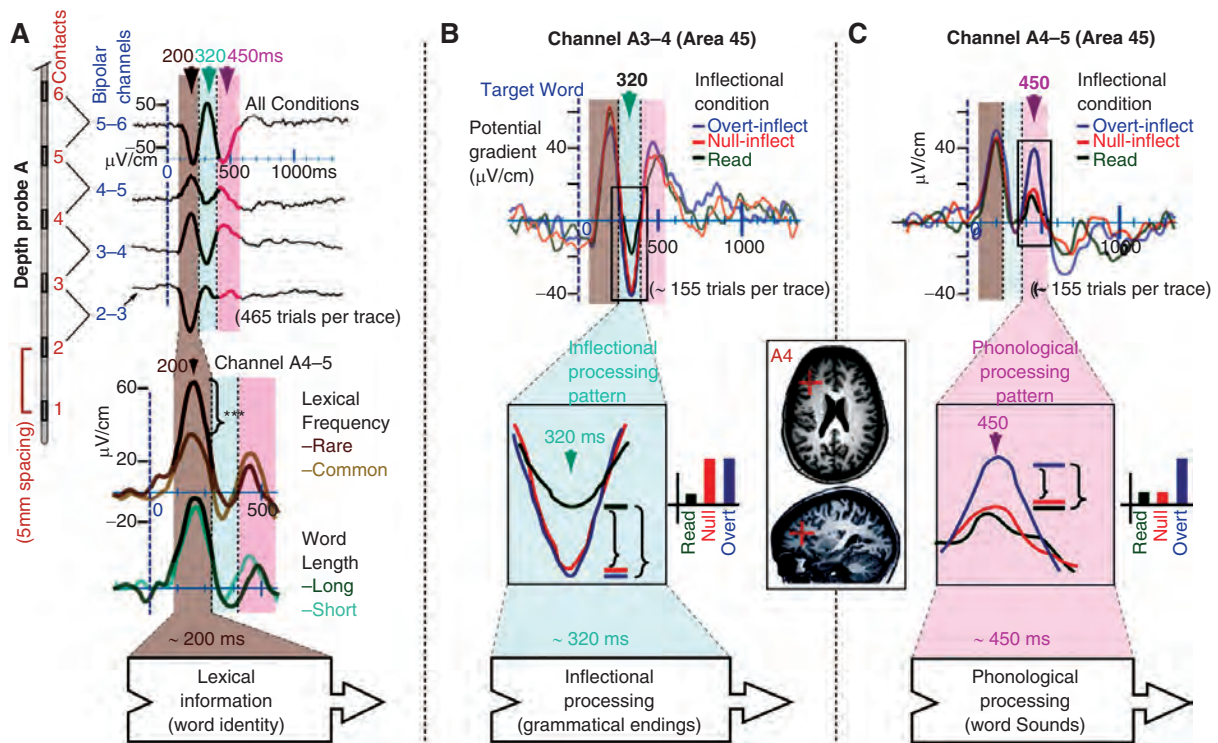 A
Contacts
Bipolar
channels
200
320
450ms
6
5
4
3
2
1
Depth probe A
(5mm spacing)
5–6
4–5
3–4
2–3
50
–50
μV/cm
All Conditions
0
500
1000ms
(465 trials per trace)
200
Channel A4–5
60
20
–20
μV/cm
***
0
500
Lexical
Frequency
–Rare
–Common
Word
Length
–Long
–Short
~ 200 ms
Lexical
information
(word identity)
B
Channel A3–4 (Area 45)
Target Word
320
Potential
gradient
(μV/cm)
Inflectional
condition
Overt-inflect
Null-inflect
Read
40
0
500
1000
–40
(~ 155 trials per trace)
Inflectional
processing
pattern
320 ms
Read
Null
Overt
~ 320 ms
Inflectional
processing
(grammatical endings)
A4
C
Channel A4–5 (Area 45)
450
Inflectional
condition
Overt-inflect
Null-inflect
Read
μV/cm
40
0
1000
–40
(~ 155 trials per trace)
Phonological
processing
pattern
450
Read
Null
Overt
~ 450 ms
Phonological
processing
(word Sounds)